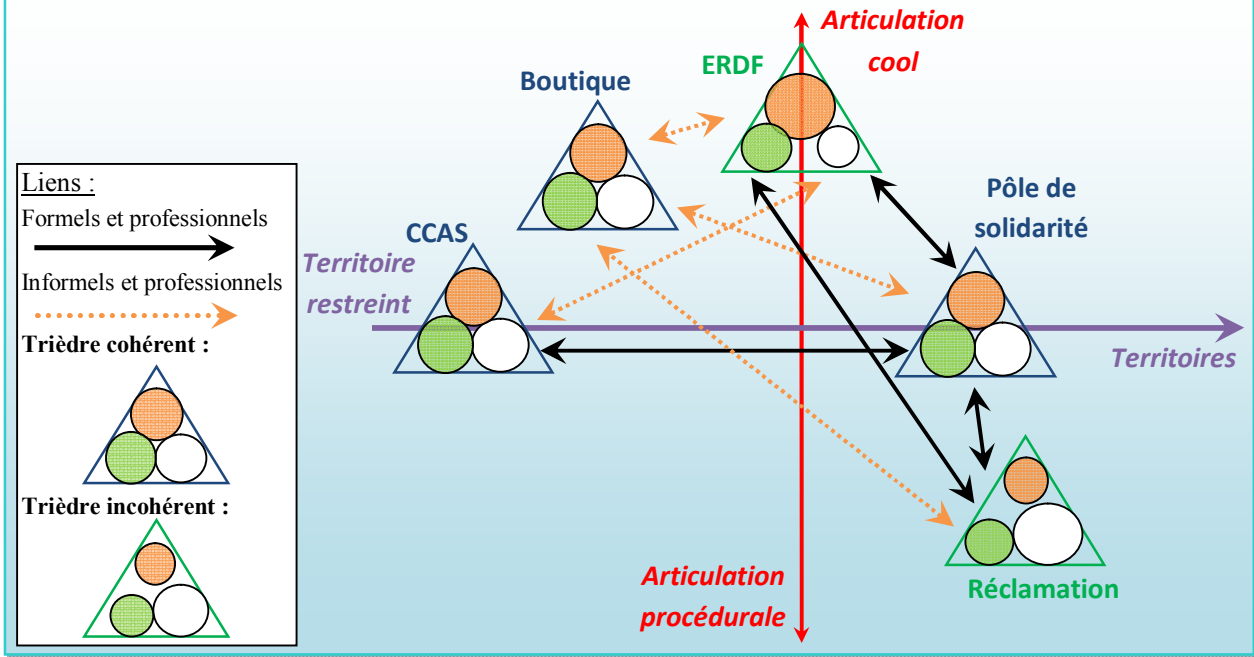 Articulation
cool
ERDF
Boutique
Liens :
Formels et professionnels
Informels et professionnels
Trièdre cohérent :
Trièdre incohérent :
CCAS
Territoire
restreint
Pôle de
solidarité
Territoires
Articulation
procédurale
Réclamation